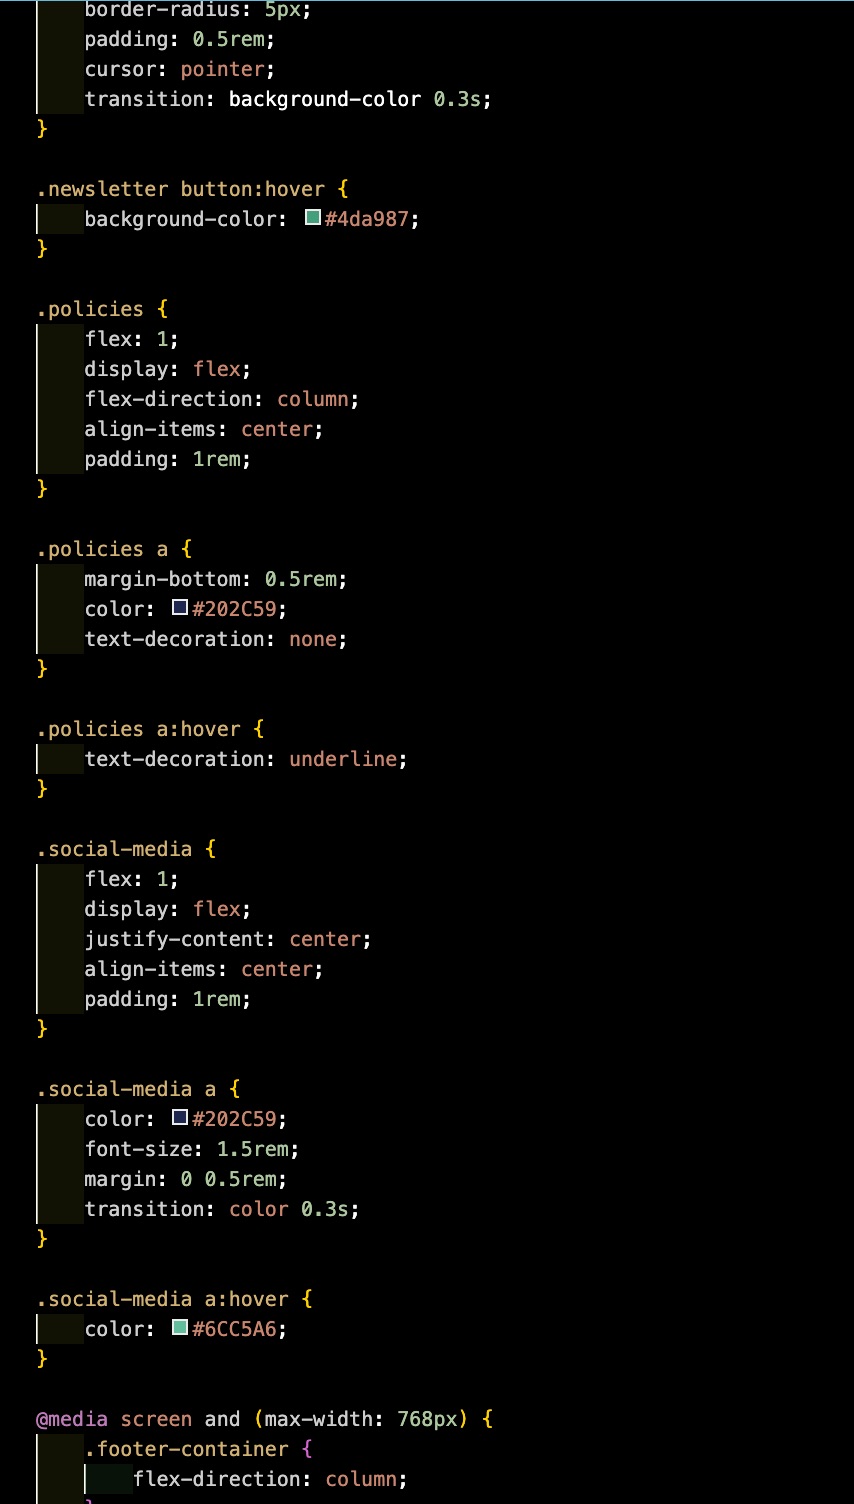 border-radius: 5px;
    padding: 0.5rem;
    cursor: pointer;
    transition: background-color 0.3s;
}

.newsletter button:hover {
    background-color: #4da987;
}

.policies {
    flex: 1;
    display: flex;
    flex-direction: column;
    align-items: center;
    padding: 1rem;
}

.policies a {
    margin-bottom: 0.5rem;
    color: #202C59;
    text-decoration: none;
}

.policies a:hover {
    text-decoration: underline;
}

.social-media {
    flex: 1;
    display: flex;
    justify-content: center;
    align-items: center;
    padding: 1rem;
}

.social-media a {
    color: #202C59;
    font-size: 1.5rem;
    margin: 0 0.5rem;
    transition: color 0.3s;
}

.social-media a:hover {
    color: #6CC5A6;
}

@media screen and (max-width: 768px) {
    .footer-container {
        flex-direction: column;
    }